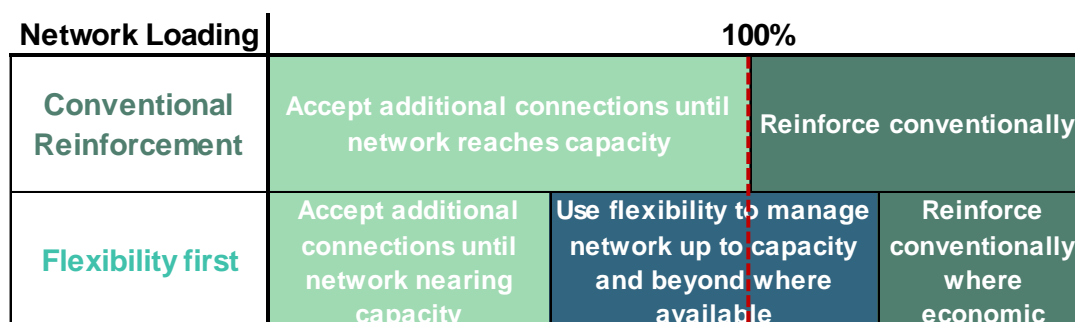 Network Loading 100%
Conventional
Reinforcement
Accept additional connections until
network reaches capacity
Reinforce conventionally
Flexibility first
Accept additional
connections until
network nearing
capacity
Use flexibility to manage
network up to capacity
and beyond where
available
Reinforce
conventionally
where
economic